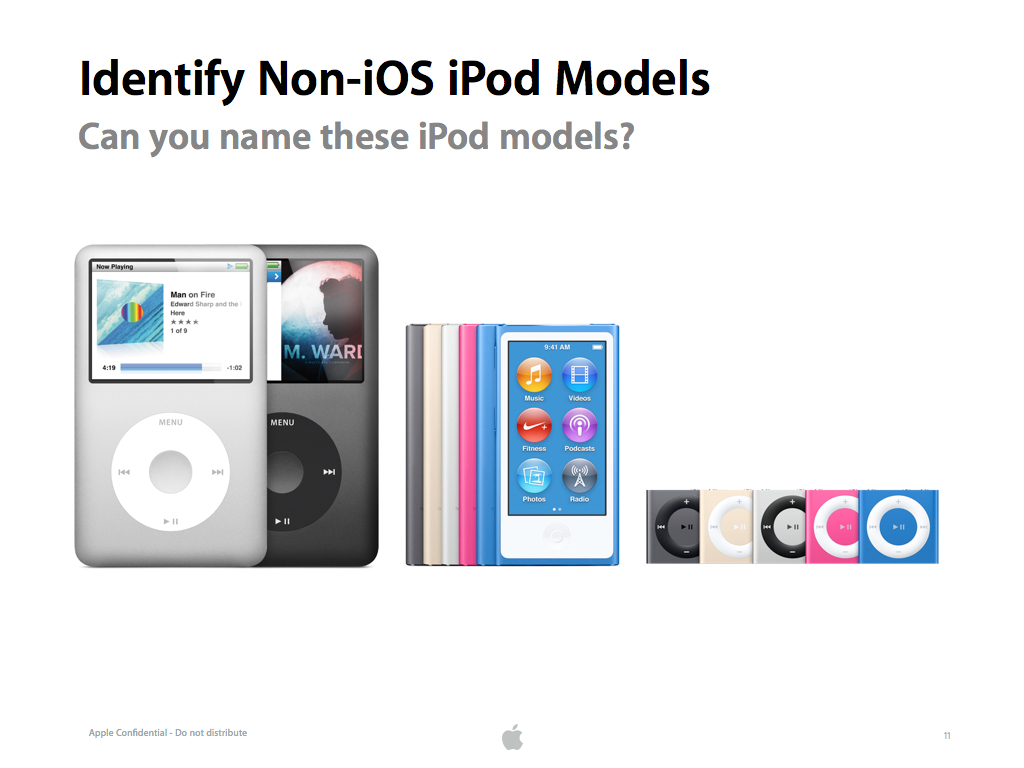 Identify Non-iOS iPod Models
Can you name these iPod models?
Now Playing
Man on Fire
Edward Sharp and the
Here
1 of 9
4:19
-1:02
MENU
M. WARD
MENU
9:41 AM
Music
Videos
Fitness
Podcasts
Photos
Radio
Apple Confidential - Do not distribute
11